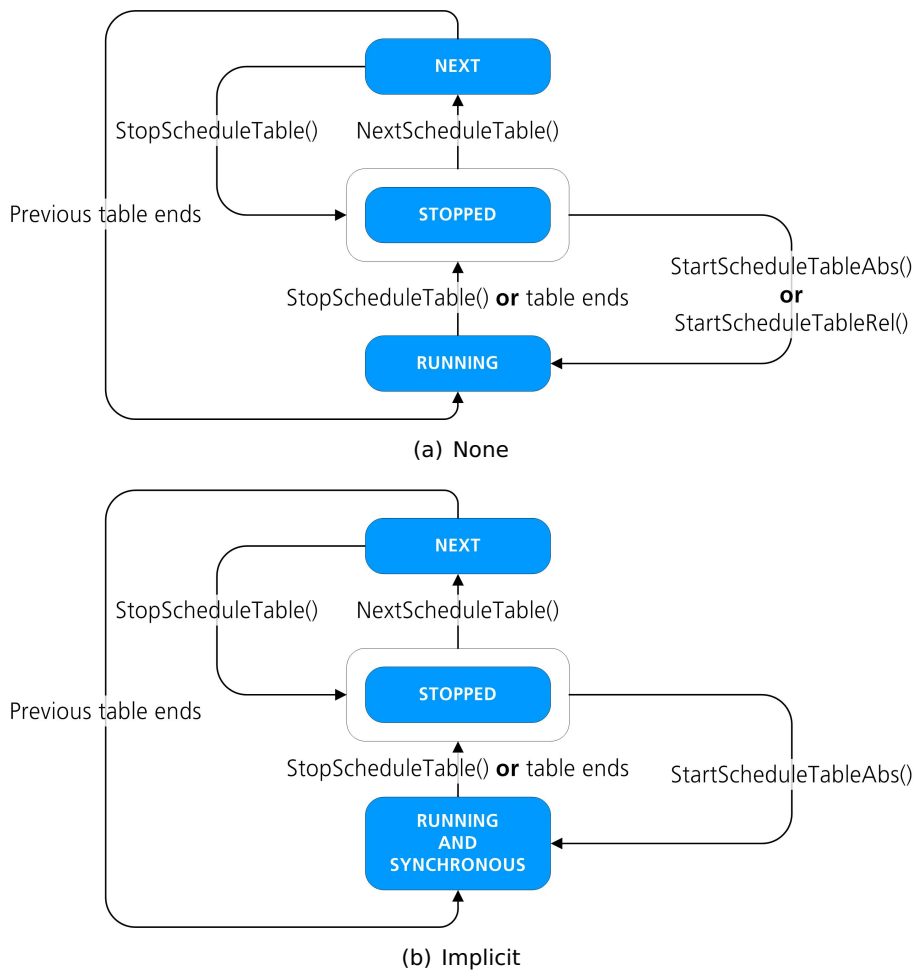 NEXT
StopScheduleTable()
NextScheduleTable()
Previous table ends
STOPPED
StartScheduleTableAbs()
or
StartScheduleTableRel()
StopScheduleTable() or table ends
RUNNING
(a) None
NEXT
StopScheduleTable()
NextScheduleTable()
STOPPED
Previous table ends
StopScheduleTable() or table ends
StartScheduleTableAbs()
RUNNING
AND
SYNCHRONOUS
(b) Implicit